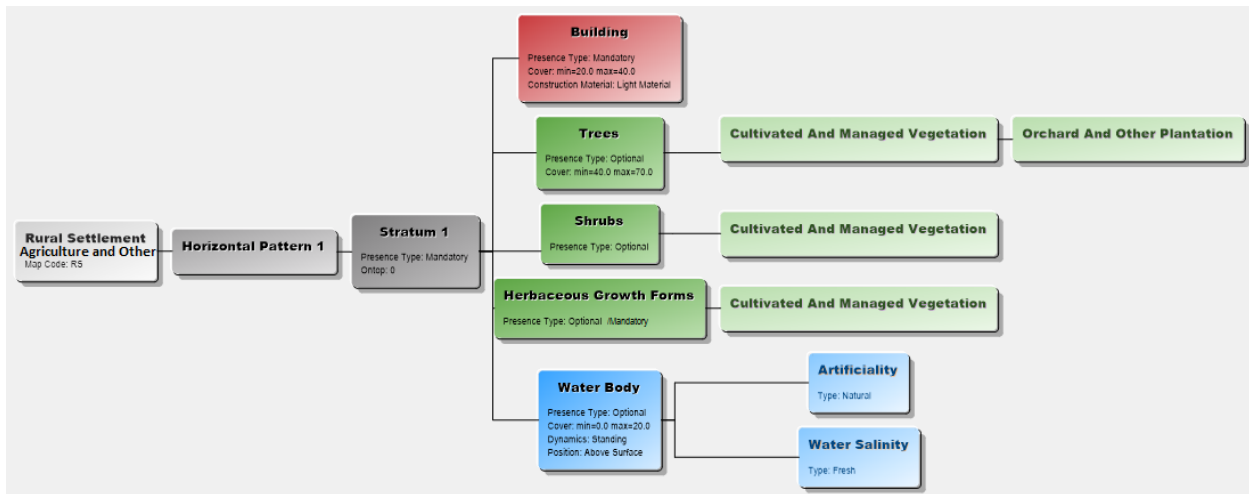 Building
Presence Type: Mandatory
Cover: min=20.0 max=40.0
Construction Material: Light Material
Trees
Presence Type: Optional
Cover: min=40.0 max=70.0
Cultivated And Managed Vegetation
Orchard And Other Plantation
Rural Settlement
Agriculture and Other
Map Code: RS
Horizontal Pattern 1
Stratum 1
Presence Type: Mandatory
Ontop: 0
Shrubs
Presence Type: Optional
Cultivated And Managed Vegetation
Herbaceous Growth Forms
Presence Type: Optional /Mandatory
Cultivated And Managed Vegetation
Water Body
Presence Type: Optional
Cover: min=0.0 max=20.0
Dynamics: Standing
Position: Above Surface
Artificiality
Type: Natural
Water Salinity
Type: Fresh